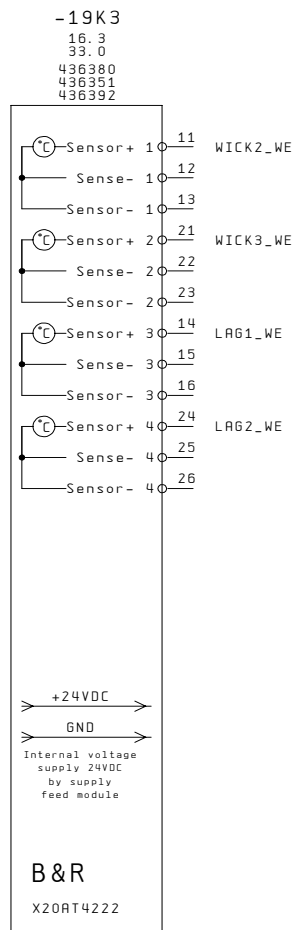 -19K3
16.3
33.0
436380
436351
436392
°C Sensor+ 1 11 WICK2_WE
Sense- 1 12
Sensor- 1 13
°C Sensor+ 2 21 WICK3_WE
Sense- 2 22
Sensor- 2 23
°C Sensor+ 3 14 LAG1_WE
Sense- 3 15
Sensor- 3 16
°C Sensor+ 4 24 LAG2_WE
Sense- 4 25
Sensor- 4 26
+24VDC
GND
Internal voltage
supply 24VDC
by supply
feed module
B&R
X20AT4222